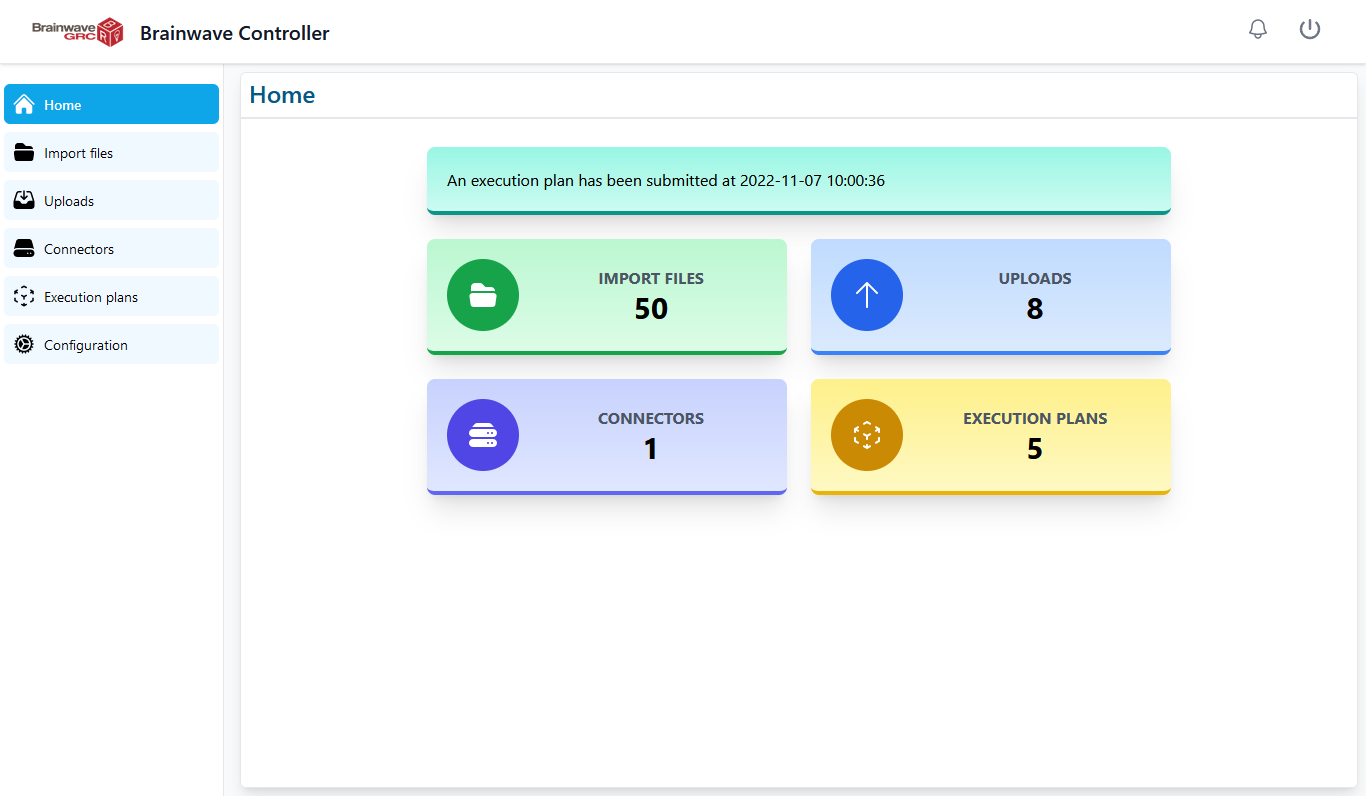 Brainwave
GRC
Brainwave Controller
Home
Import files
Uploads
Connectors
Execution plans
Configuration
Home
An execution plan has been submitted at 2022-11-07 10:00:36
IMPORT FILES
50
UPLOADS
8
CONNECTORS
1
EXECUTION PLANS
5